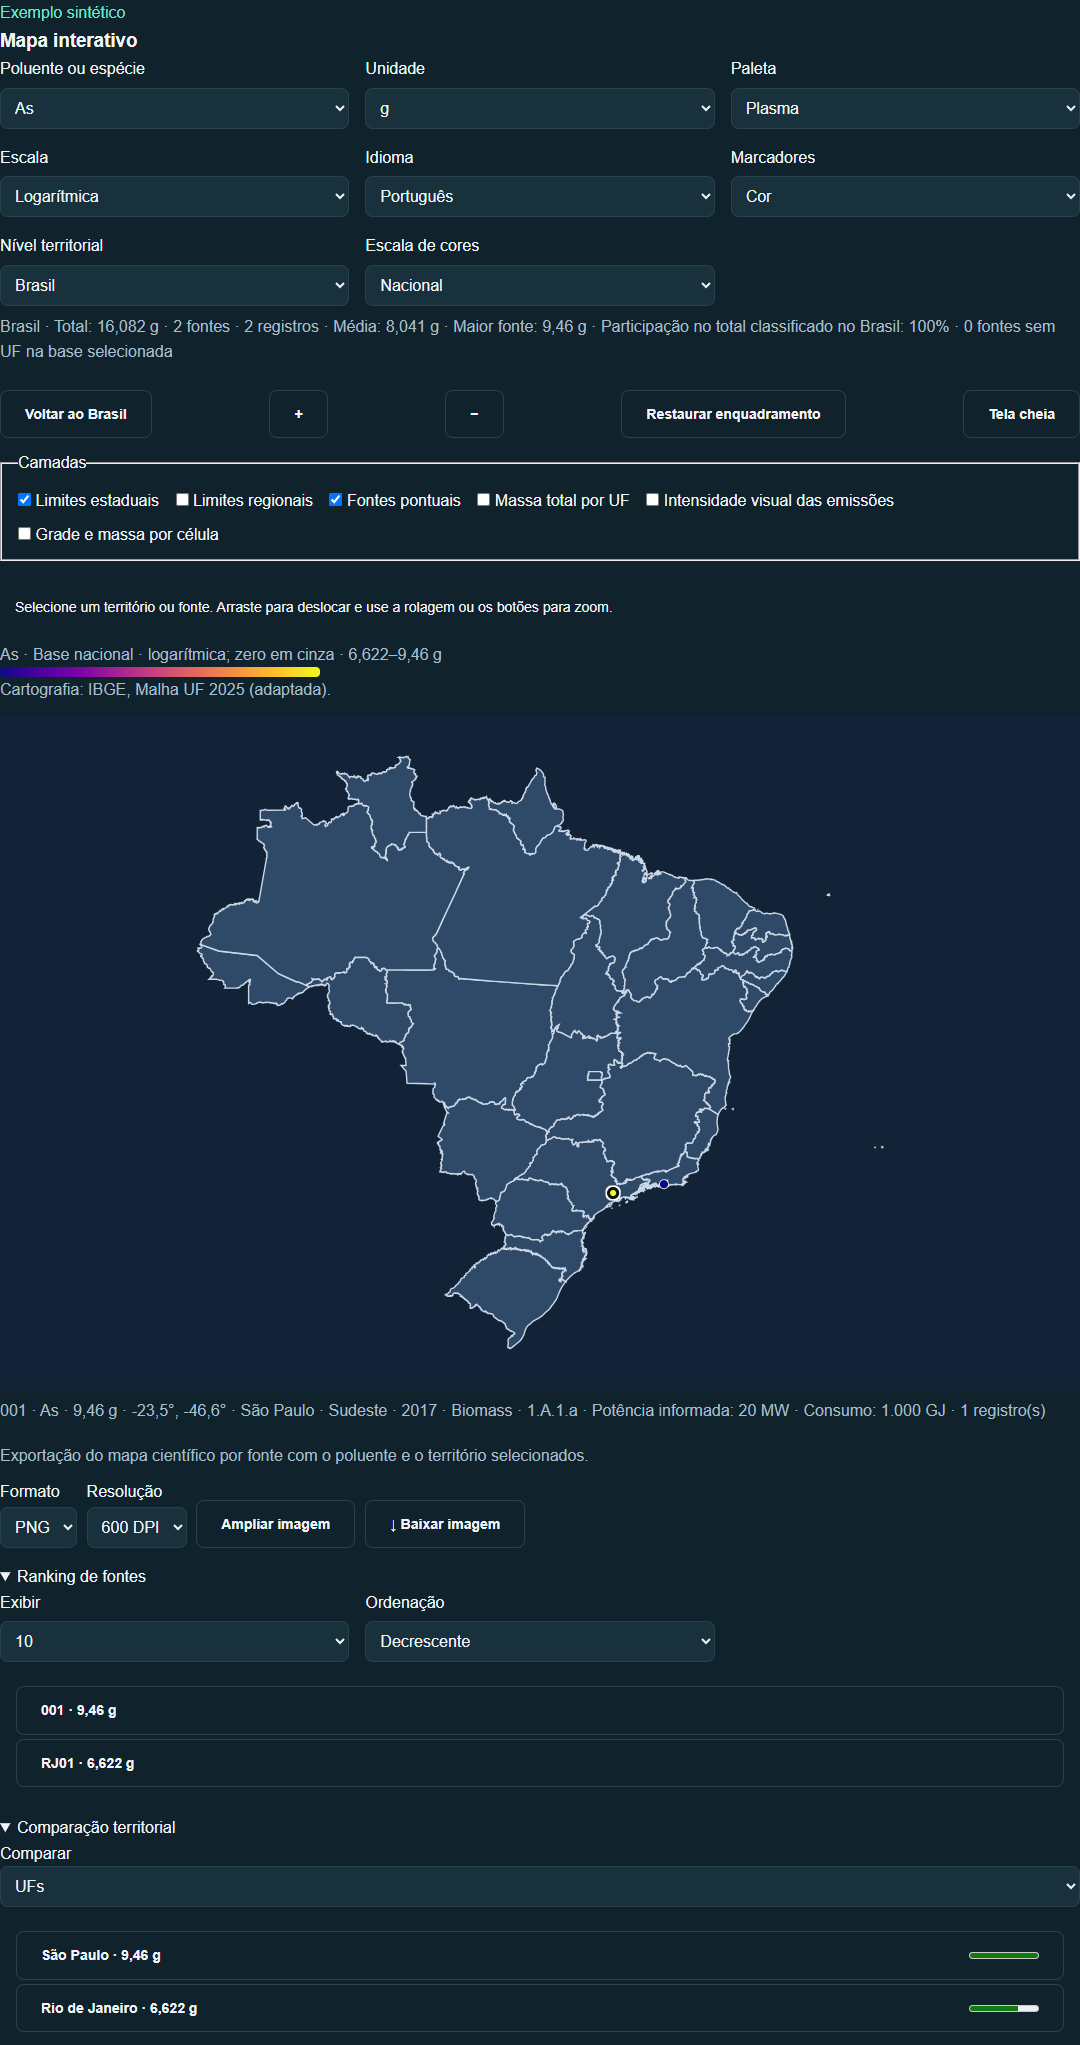 Exemplo sintético
Mapa interativo
Poluente ou espécie
Unidade
Paleta
As
g
Plasma
Escala
Idioma
Marcadores
Logarítmica
Português
Cor
Nível territorial
Escala de cores
Brasil
Nacional
Brasil · Total: 16,082 g · 2 fontes · 2 registros · Média: 8,041 g · Maior fonte: 9,46 g · Participação no total classificado no Brasil: 100% · 0 fontes sem
UF na base selecionada
Voltar ao Brasil
+
−
Restaurar enquadramento
Tela cheia
Camadas
Limites estaduais
Limites regionais
Fontes pontuais
Massa total por UF
Intensidade visual das emissões
Grade e massa por célula
Selecione um território ou fonte. Arraste para deslocar e use a rolagem ou os botões para zoom.
As · Base nacional · logarítmica; zero em cinza · 6,622–9,46 g
Cartografia: IBGE, Malha UF 2025 (adaptada).
001 · As · 9,46 g · -23,5°, -46,6° · São Paulo · Sudeste · 2017 · Biomass · 1.A.1.a · Potência informada: 20 MW · Consumo: 1.000 GJ · 1 registro(s)
Exportação do mapa científico por fonte com o poluente e o território selecionados.
Formato
Resolução
PNG
600 DPI
Ampliar imagem
↓ Baixar imagem
▼ Ranking de fontes
Exibir
Ordenação
10
Decrescente
001 · 9,46 g
RJ01 · 6,622 g
▼ Comparação territorial
Comparar
UFs
São Paulo · 9,46 g
Rio de Janeiro · 6,622 g